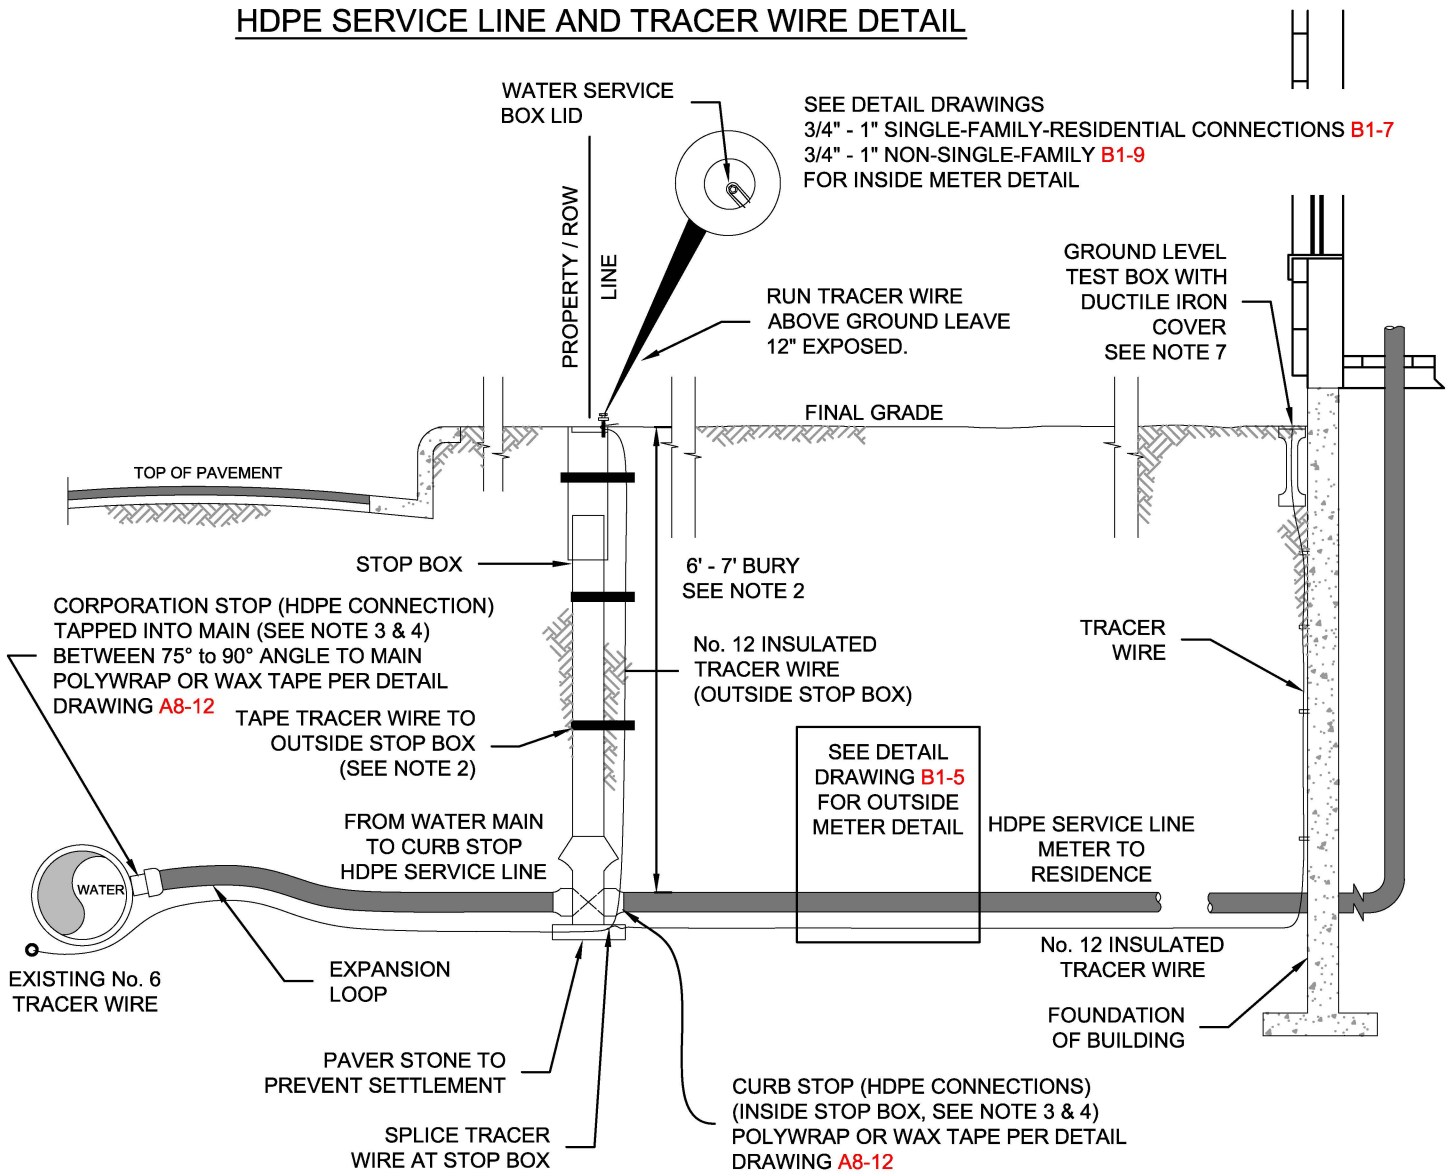 HDPE SERVICE LINE AND TRACER WIRE DETAIL
WATER SERVICE
BOX LID
SEE DETAIL DRAWINGS
3/4" - 1" SINGLE-FAMILY-RESIDENTIAL CONNECTIONS B1-7
3/4" - 1" NON-SINGLE-FAMILY B1-9
FOR INSIDE METER DETAIL
PROPERTY / ROW
LINE
GROUND LEVEL
TEST BOX WITH
DUCTILE IRON
COVER
SEE NOTE 7
RUN TRACER WIRE
ABOVE GROUND LEAVE
12" EXPOSED.
FINAL GRADE
TOP OF PAVEMENT
STOP BOX
6' - 7' BURY
SEE NOTE 2
CORPORATION STOP (HDPE CONNECTION)
TAPPED INTO MAIN (SEE NOTE 3 & 4)
BETWEEN 75° to 90° ANGLE TO MAIN
POLYWRAP OR WAX TAPE PER DETAIL
DRAWING A8-12
No. 12 INSULATED
TRACER WIRE
(OUTSIDE STOP BOX)
TRACER
WIRE
TAPE TRACER WIRE TO
OUTSIDE STOP BOX
(SEE NOTE 2)
SEE DETAIL
DRAWING B1-5
FOR OUTSIDE
METER DETAIL
FROM WATER MAIN
TO CURB STOP
HDPE SERVICE LINE
HDPE SERVICE LINE
METER TO
RESIDENCE
WATER
EXISTING No. 6
TRACER WIRE
EXPANSION
LOOP
No. 12 INSULATED
TRACER WIRE
FOUNDATION
OF BUILDING
PAVER STONE TO
PREVENT SETTLEMENT
SPLICE TRACER
WIRE AT STOP BOX
CURB STOP (HDPE CONNECTIONS)
(INSIDE STOP BOX, SEE NOTE 3 & 4)
POLYWRAP OR WAX TAPE PER DETAIL
DRAWING A8-12